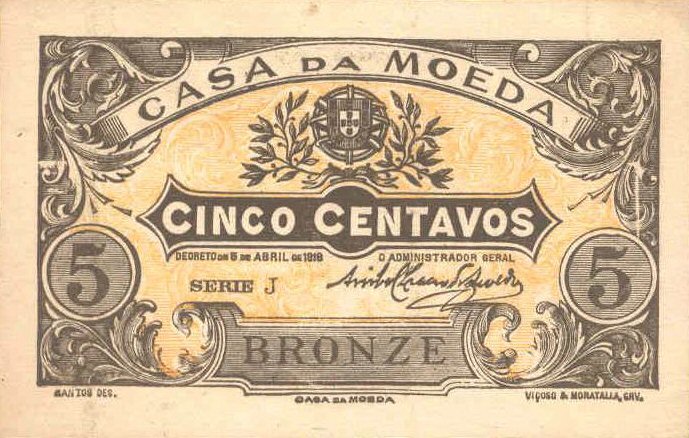 CASA DA MOEDA
CINCO CENTAVOS
DECRETO DE 5 DE ABRIL DE 1918
O ADMINISTRADOR GERAL
SERIE J
5
5
BRONZE
SANTOS DES.
CASA DA MOEDA
VIÇOSO & MORATALLA, GRV.